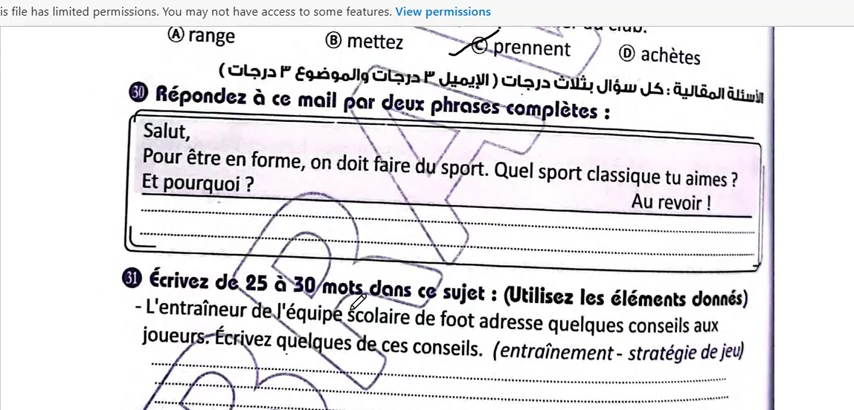 is file has limited permissions. You may not have access to some features. View permissions
Ⓐ range Ⓑ mettez Ⓒ prennent Ⓓ achètes
الأسئلة المقالية : كل سؤال بثلاث درجات ( الإيميل ٣ درجات والموضوع ٣ درجات )
30 Répondez à ce mail par deux phrases complètes :
Salut,
Pour être en forme, on doit faire du sport. Quel sport classique tu aimes ?
Et pourquoi ?
Au revoir !
31 Écrivez de 25 à 30 mots dans ce sujet : (Utilisez les éléments donnés)
- L'entraîneur de l'équipe scolaire de foot adresse quelques conseils aux
joueurs. Écrivez quelques de ces conseils. (entraînement - stratégie de jeu)